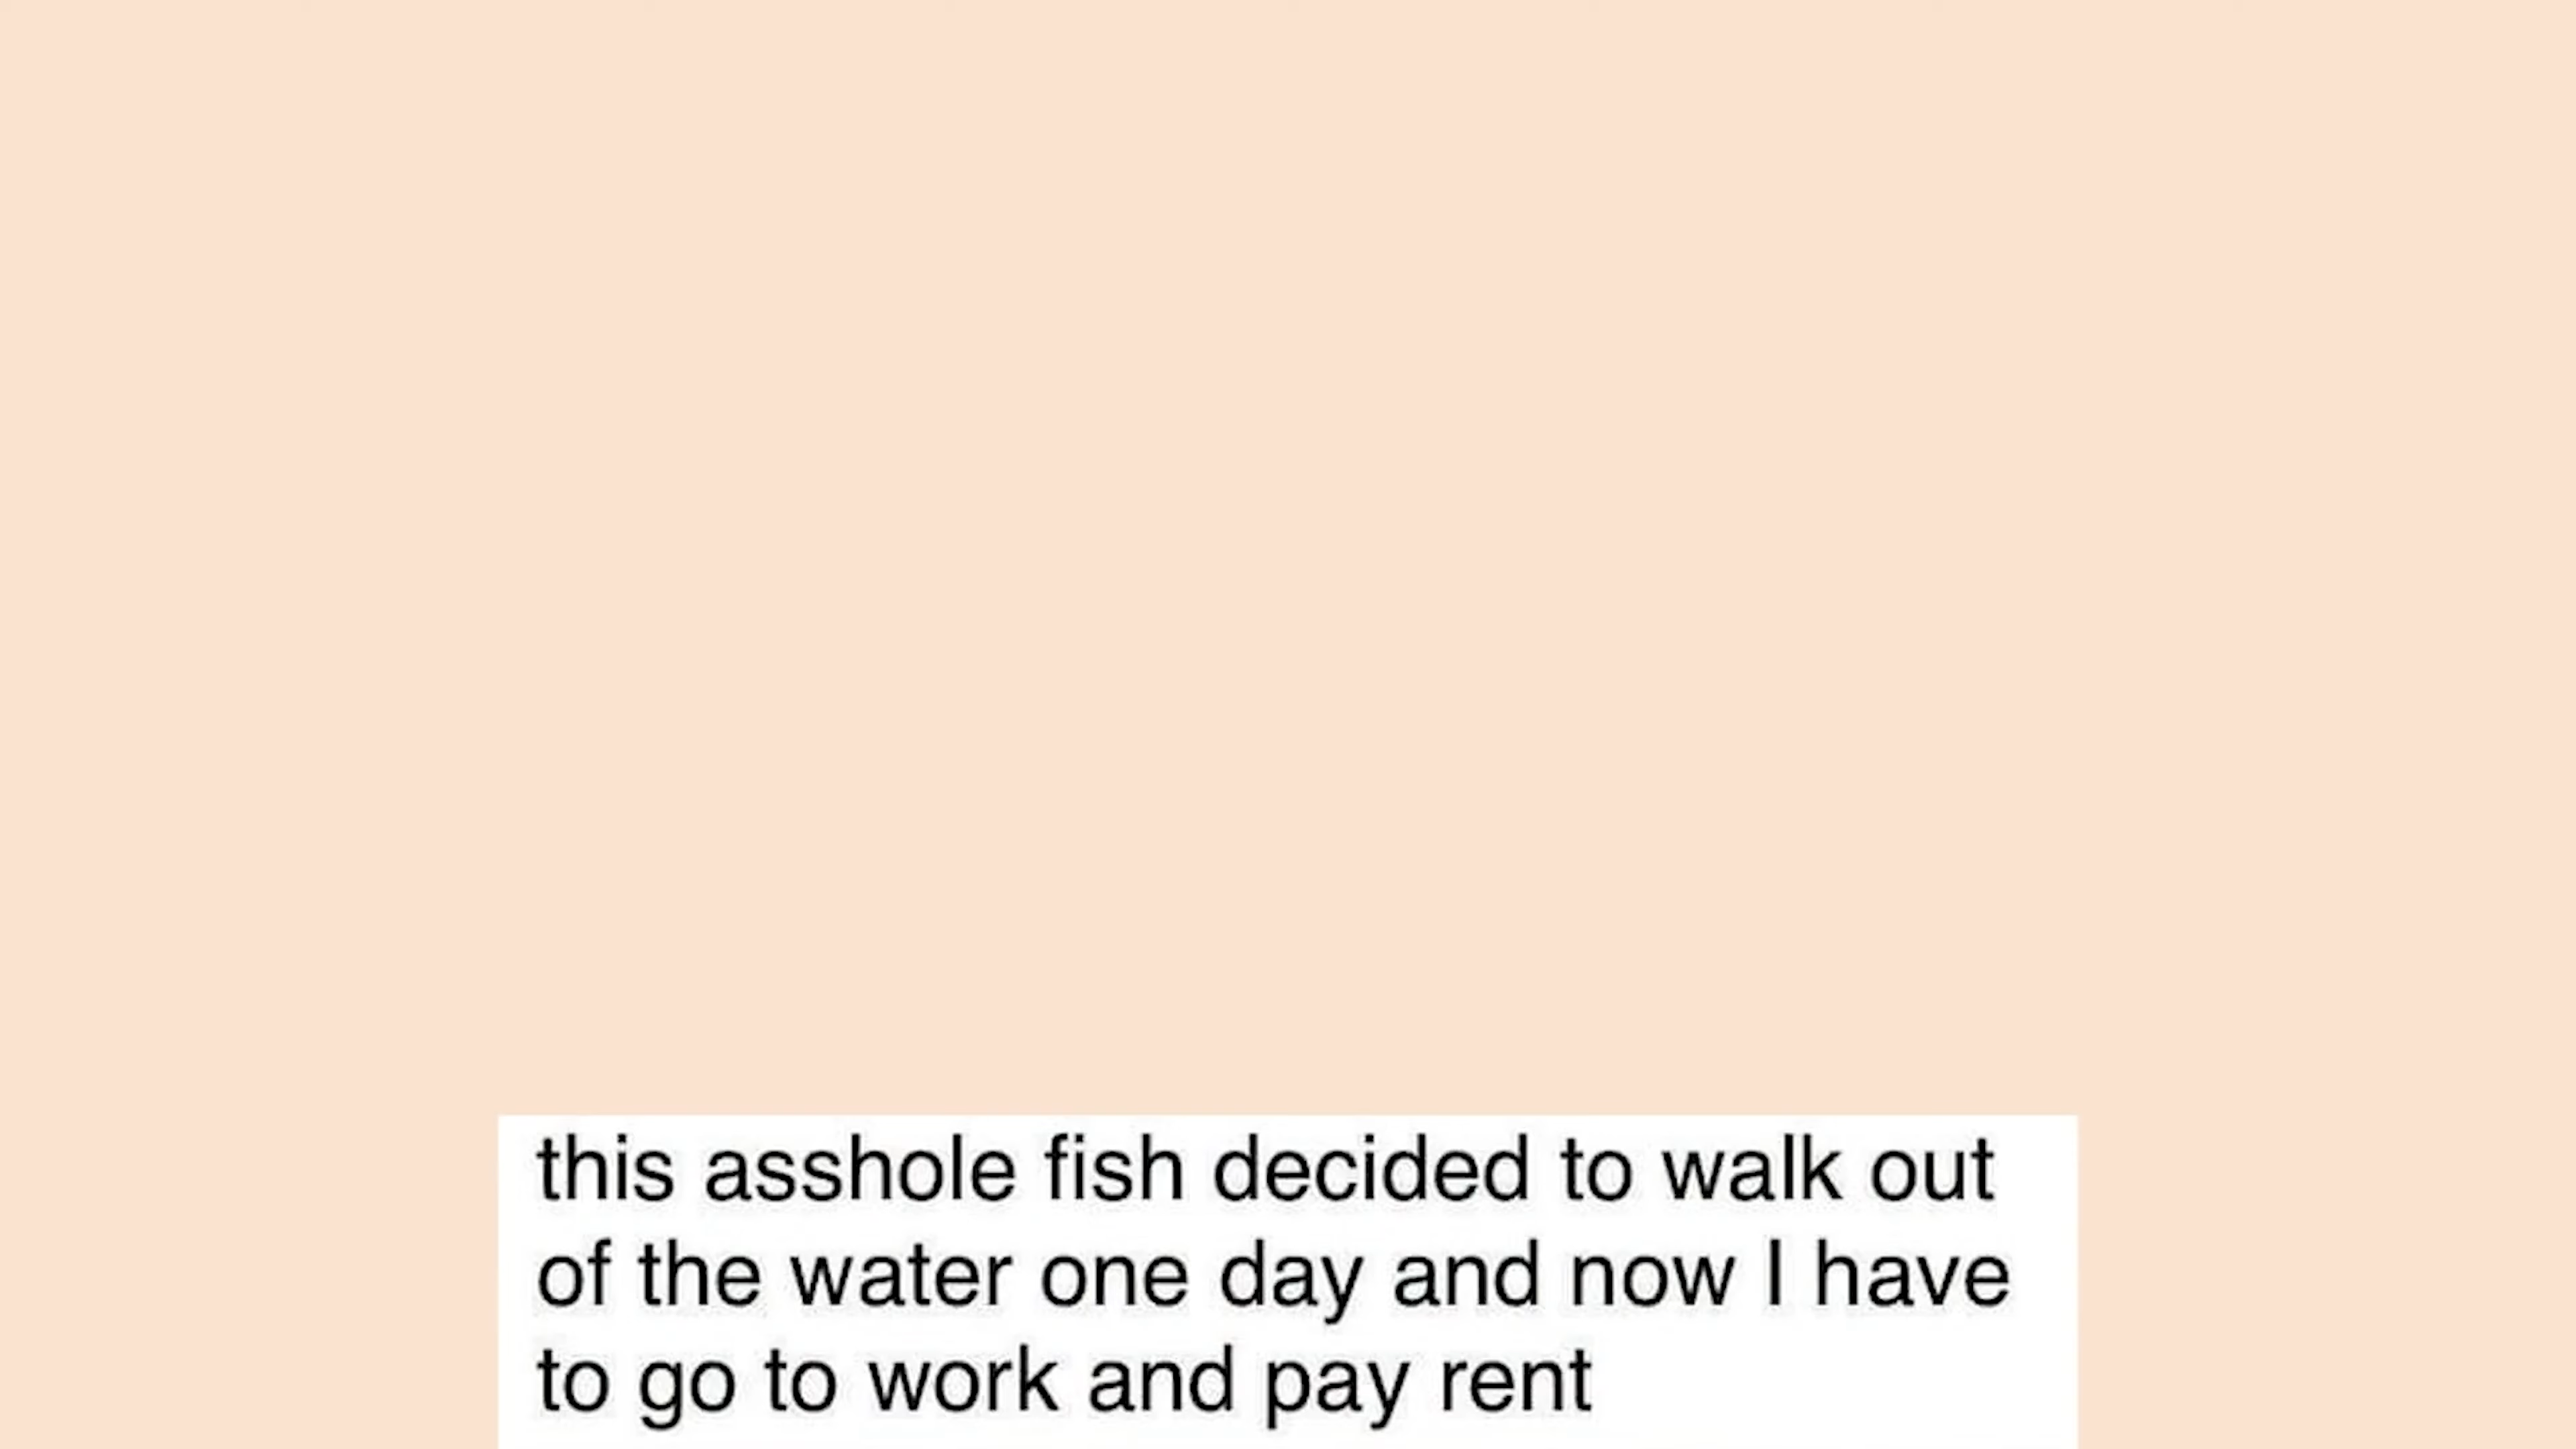 this asshole fish decided to walk out
of the water one day and now I have
to go to work and pay rent